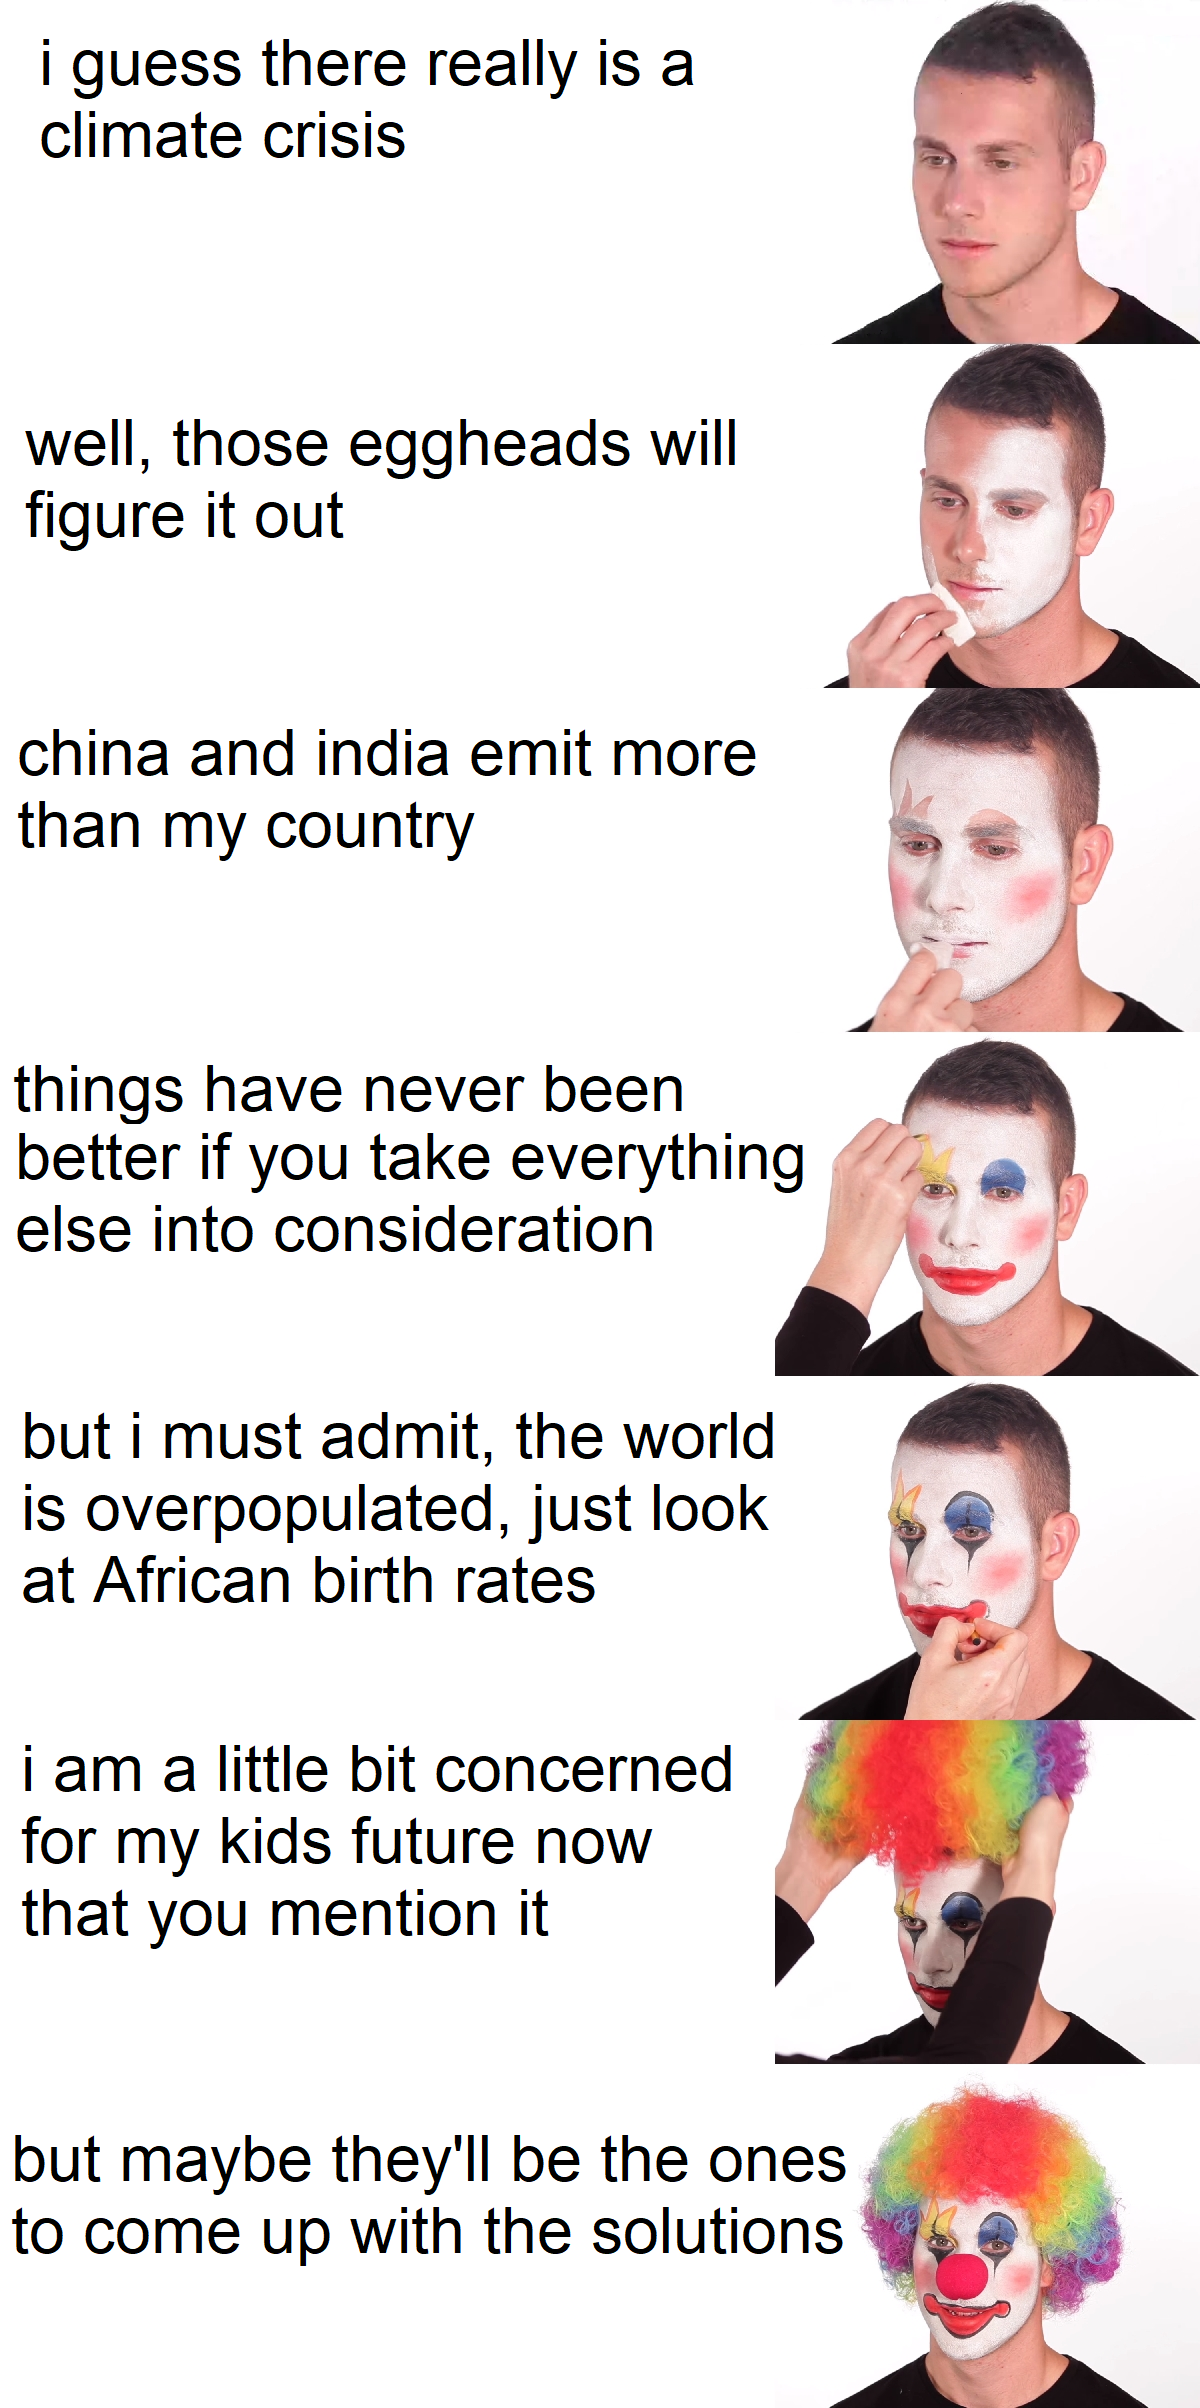 i guess there really is a
climate crisis
well, those eggheads will
figure it out
china and india emit more
than my country
things have never been
better if you take everything
else into consideration
but i must admit, the world
is overpopulated, just look
at African birth rates
i am a little bit concerned
for my kids future now
that you mention it
but maybe they'll be the ones
to come up with the solutions